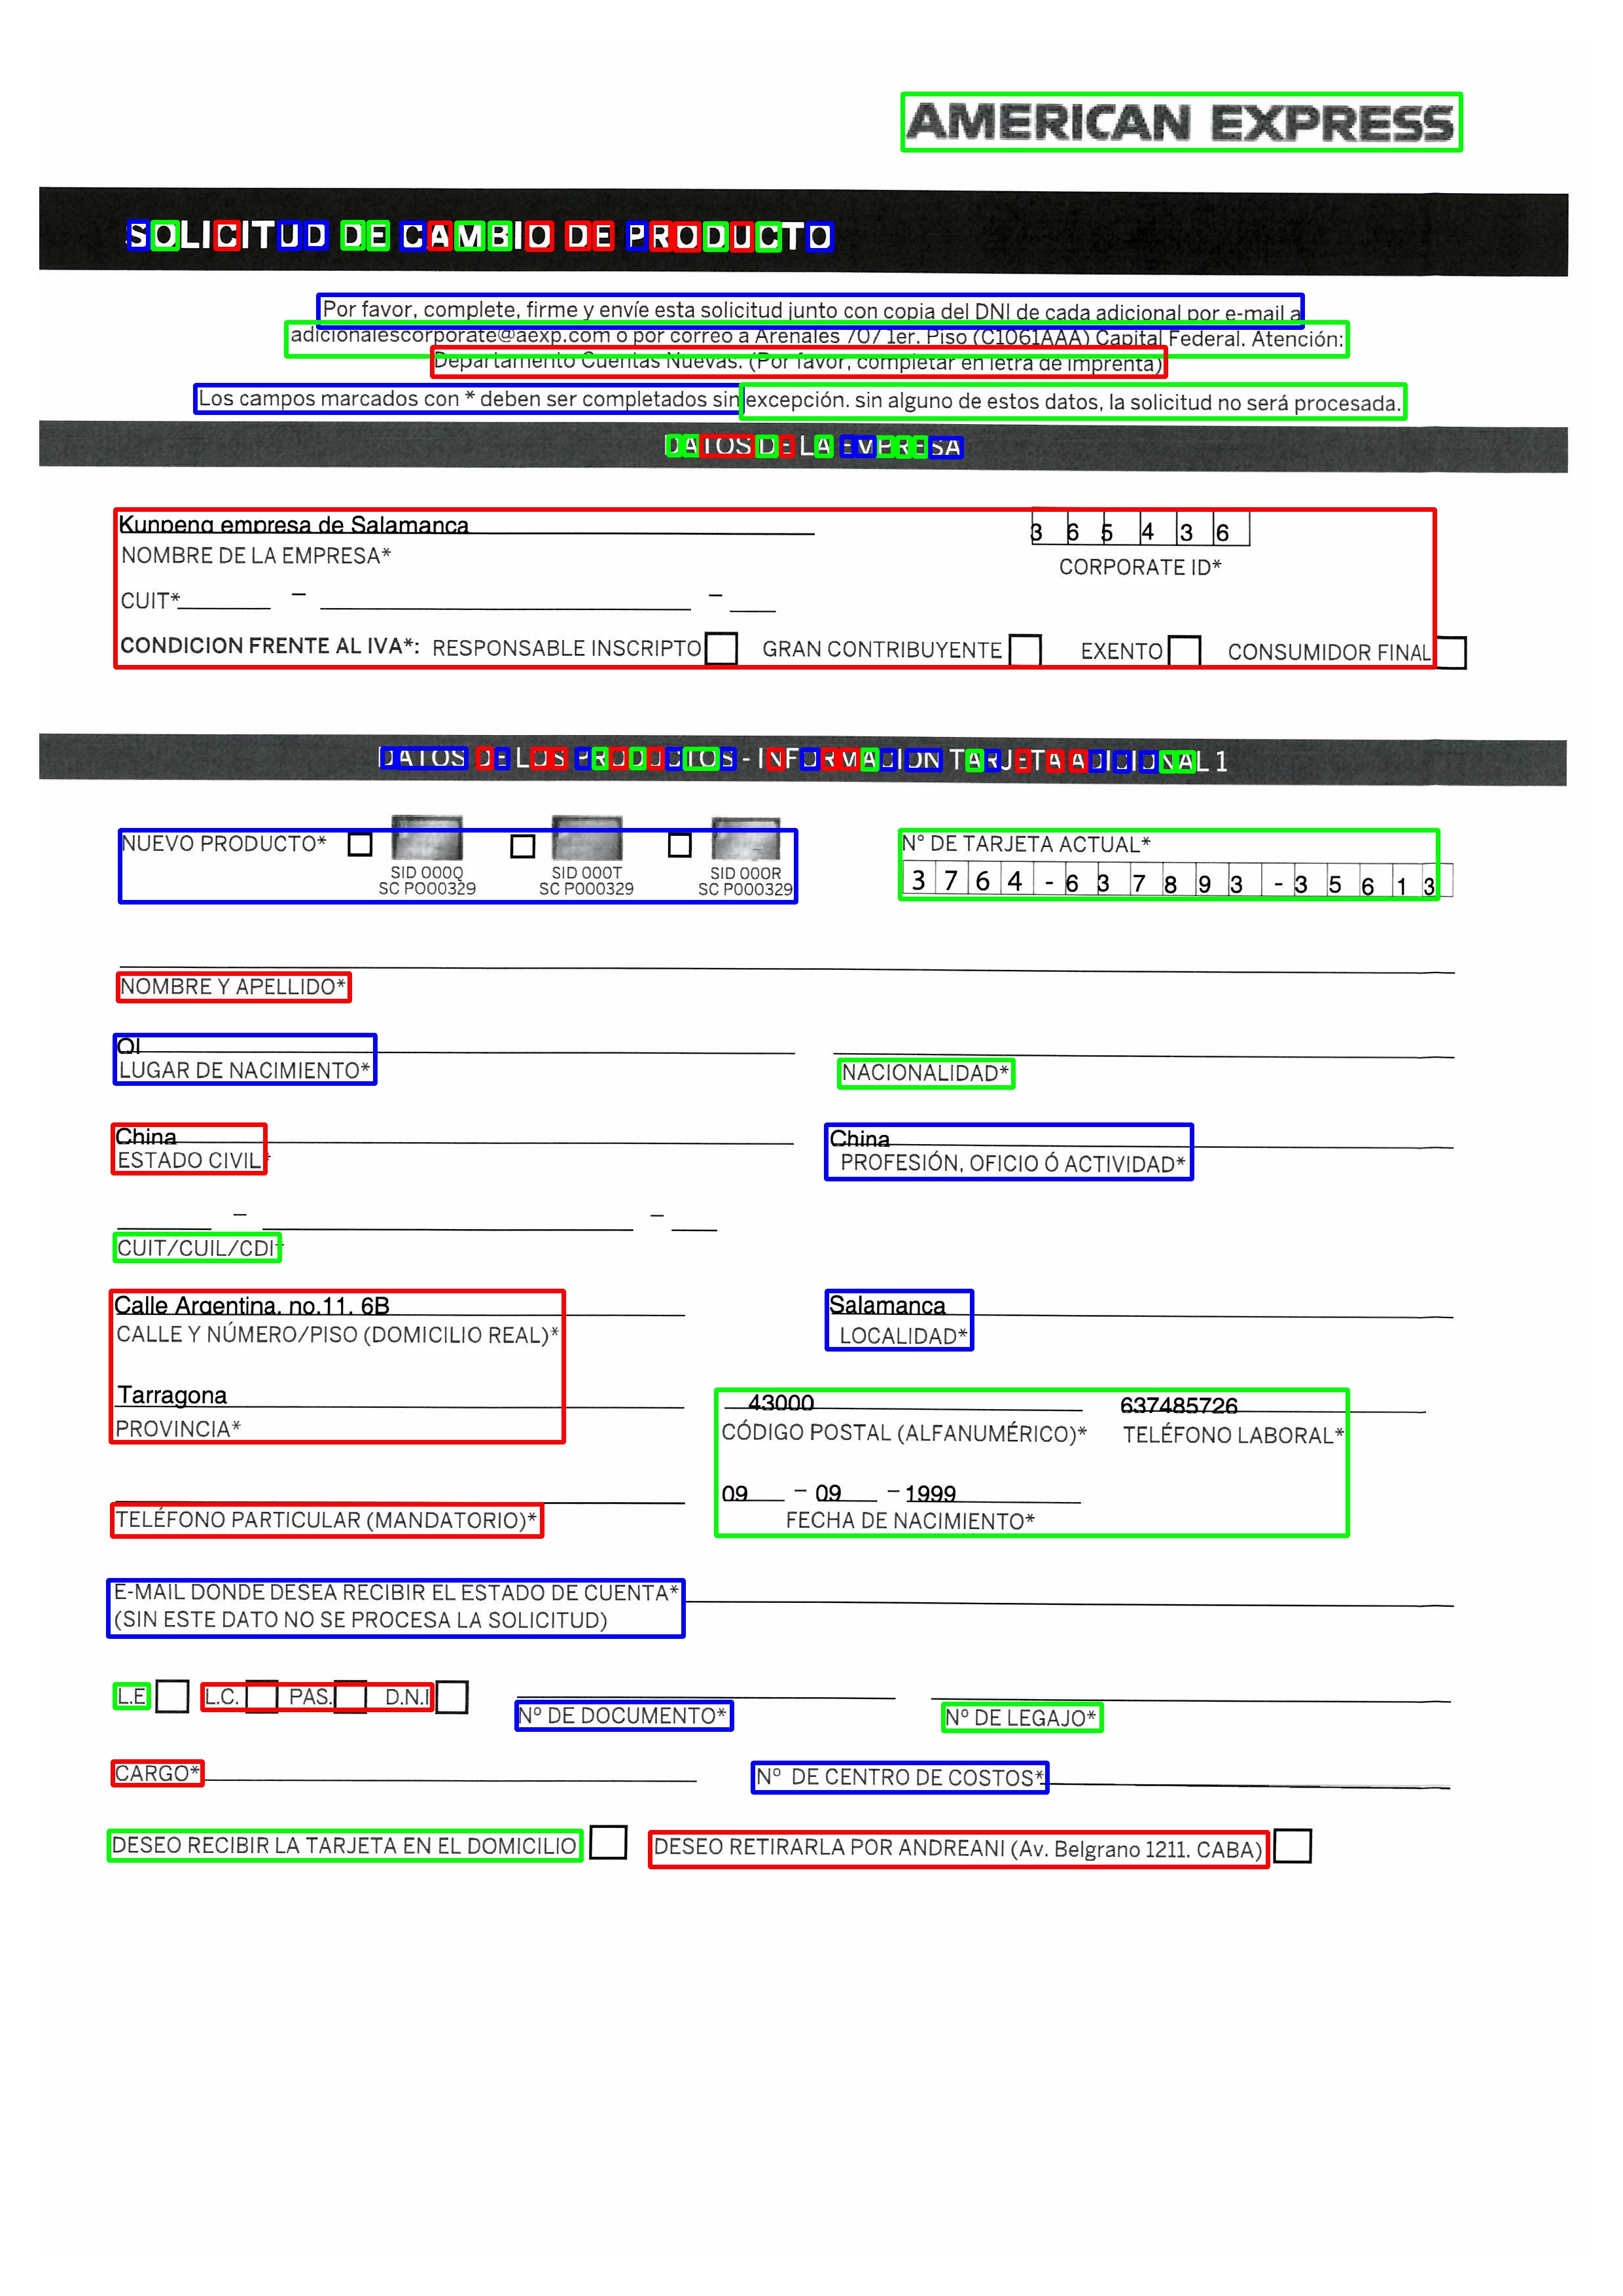 AMERICAN EXPRESS
SOLICITUD DE CAMBIO DE PRODUCTO
Por favor, complete, firme y envíe esta solicitud junto con copia del DNI de cada adicional por e-mail a
adicionalescorporate@aexp.com o por correo a Arenales 707 1er. Piso (C1061AAA) Capital Federal. Atención:
Departamento Cuentas Nuevas. (Por favor, completar en letra de imprenta)
Los campos marcados con * deben ser completados sin excepción. sin alguno de estos datos, la solicitud no será procesada.
DATOS DE LA EMPRESA
Kunpeng empresa de Salamanca 3 6 5 4 3 6
NOMBRE DE LA EMPRESA* CORPORATE ID*
CUIT* – –
CONDICION FRENTE AL IVA*: RESPONSABLE INSCRIPTO GRAN CONTRIBUYENTE EXENTO CONSUMIDOR FINAL
DATOS DE LOS PRODUCTOS - INFORMACION TARJETA ADICIONAL 1
NUEVO PRODUCTO* N° DE TARJETA ACTUAL*
SID 000Q SID 000T SID 000R
SC PO00329 SC P000329 SC P000329
3 7 6 4 - 6 3 7 8 9 3 - 3 5 6 1 3
NOMBRE Y APELLIDO*
QI
LUGAR DE NACIMIENTO* NACIONALIDAD*
China China
ESTADO CIVIL* PROFESIÓN, OFICIO Ó ACTIVIDAD*
– –
CUIT/CUIL/CDI*
Calle Argentina, no.11, 6B Salamanca
CALLE Y NÚMERO/PISO (DOMICILIO REAL)* LOCALIDAD*
Tarragona 43000 637485726
PROVINCIA* CÓDIGO POSTAL (ALFANUMÉRICO)* TELÉFONO LABORAL*
09 – 09 – 1999
TELÉFONO PARTICULAR (MANDATORIO)* FECHA DE NACIMIENTO*
E-MAIL DONDE DESEA RECIBIR EL ESTADO DE CUENTA*
(SIN ESTE DATO NO SE PROCESA LA SOLICITUD)
L.E L.C. PAS. D.N.I
Nº DE DOCUMENTO* Nº DE LEGAJO*
CARGO* Nº DE CENTRO DE COSTOS*
DESEO RECIBIR LA TARJETA EN EL DOMICILIO DESEO RETIRARLA POR ANDREANI (Av. Belgrano 1211. CABA)